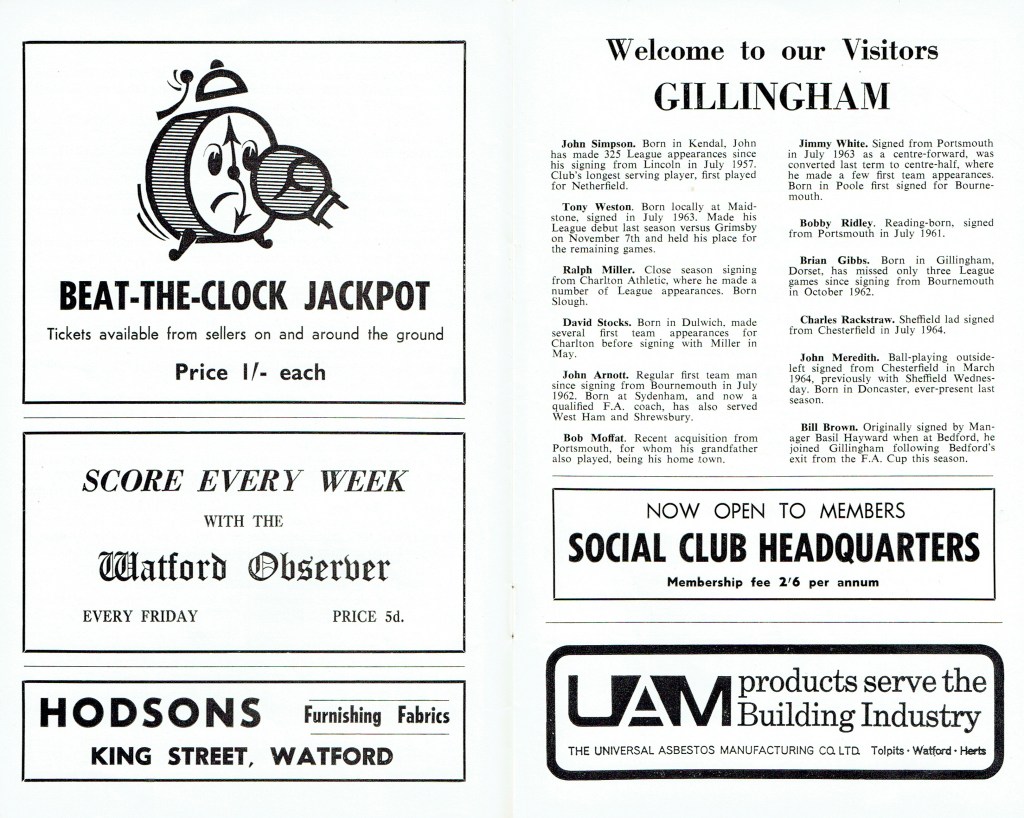 BEAT-THE-CLOCK JACKPOT
Tickets available from sellers on and around the ground
Price 1/- each
SCORE EVERY WEEK
WITH THE
Watford Observer
EVERY FRIDAY PRICE 5d.
HODSONS Furnishing Fabrics
KING STREET, WATFORD
Welcome to our Visitors
GILLINGHAM
John Simpson. Born in Kendal, John
has made 325 League appearances since
his signing from Lincoln in July 1957.
Club's longest serving player, first played
for Netherfield.
Tony Weston. Born locally at Maid-
stone, signed in July 1963. Made his
League debut last season versus Grimsby
on November 7th and held his place for
the remaining games.
Ralph Miller. Close season signing
from Charlton Athletic, where he made a
number of League appearances. Born
Slough.
David Stocks. Born in Dulwich, made
several first team appearances for
Charlton before signing with Miller in
May.
John Arnott. Regular first team man
since signing from Bournemouth in July
1962. Born at Sydenham, and now a
qualified F.A. coach, has also served
West Ham and Shrewsbury.
Bob Moffat. Recent acquisition from
Portsmouth, for whom his grandfather
also played, being his home town.
Jimmy White. Signed from Portsmouth
in July 1963 as a centre-forward, was
converted last term to centre-half, where
he made a few first team appearances.
Born in Poole first signed for Bourne-
mouth.
Bobby Ridley. Reading-born, signed
from Portsmouth in July 1961.
Brian Gibbs. Born in Gillingham,
Dorset, has missed only three League
games since signing from Bournemouth
in October 1962.
Charles Rackstraw. Sheffield lad signed
from Chesterfield in July 1964.
John Meredith. Ball-playing outside-
left signed from Chesterfield in March
1964, previously with Sheffield Wednes-
day. Born in Doncaster, ever-present last
season.
Bill Brown. Originally signed by Man-
ager Basil Hayward when at Bedford, he
joined Gillingham following Bedford's
exit from the F.A. Cup this season.
NOW OPEN TO MEMBERS
SOCIAL CLUB HEADQUARTERS
Membership fee 2'6 per annum
UAM products serve the
Building Industry
THE UNIVERSAL ASBESTOS MANUFACTURING CO. LTD. Tolpits · Watford · Herts